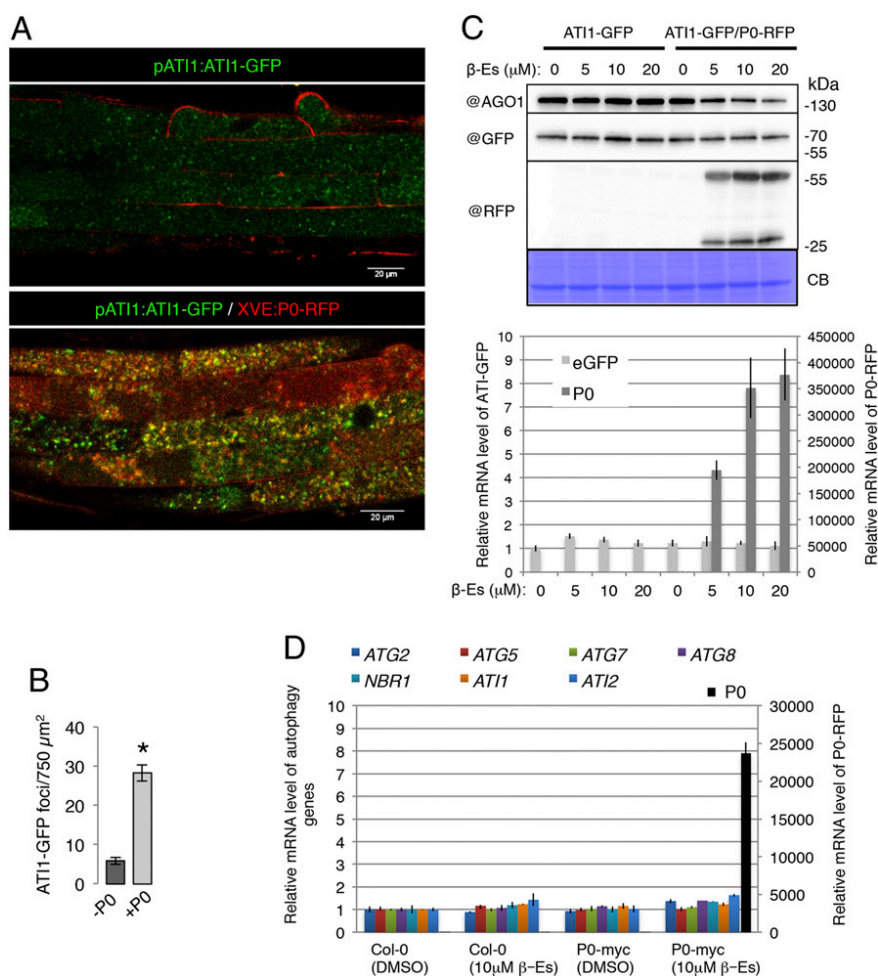 A
pATI1:ATI1-GFP
20 µm
pATI1:ATI1-GFP / XVE:P0-RFP
20 µm
B
ATI1-GFP foci/750 µm²
40
30
20
10
0
*
-P0
+P0
C
ATI1-GFP ATI1-GFP/P0-RFP
β-Es (µM): 0 5 10 20 0 5 10 20
kDa
@AGO1 -130
@GFP -70
-55
@RFP -55
-25
CB
Relative mRNA level of ATI-GFP
10
9
8
7
6
5
4
3
2
1
0
eGFP
P0
450000
400000
350000
300000
250000
200000
150000
100000
50000
0
Relative mRNA level of P0-RFP
β-Es (µM): 0 5 10 20 0 5 10 20
D
ATG2 ATG5 ATG7 ATG8
NBR1 ATI1 ATI2
P0
Relative mRNA level of autophagy
genes
10
9
8
7
6
5
4
3
2
1
0
30000
25000
20000
15000
10000
5000
0
Relative mRNA level of P0-RFP
Col-0 Col-0 P0-myc P0-myc
(DMSO) (10µM β-Es) (DMSO) (10µM β-Es)